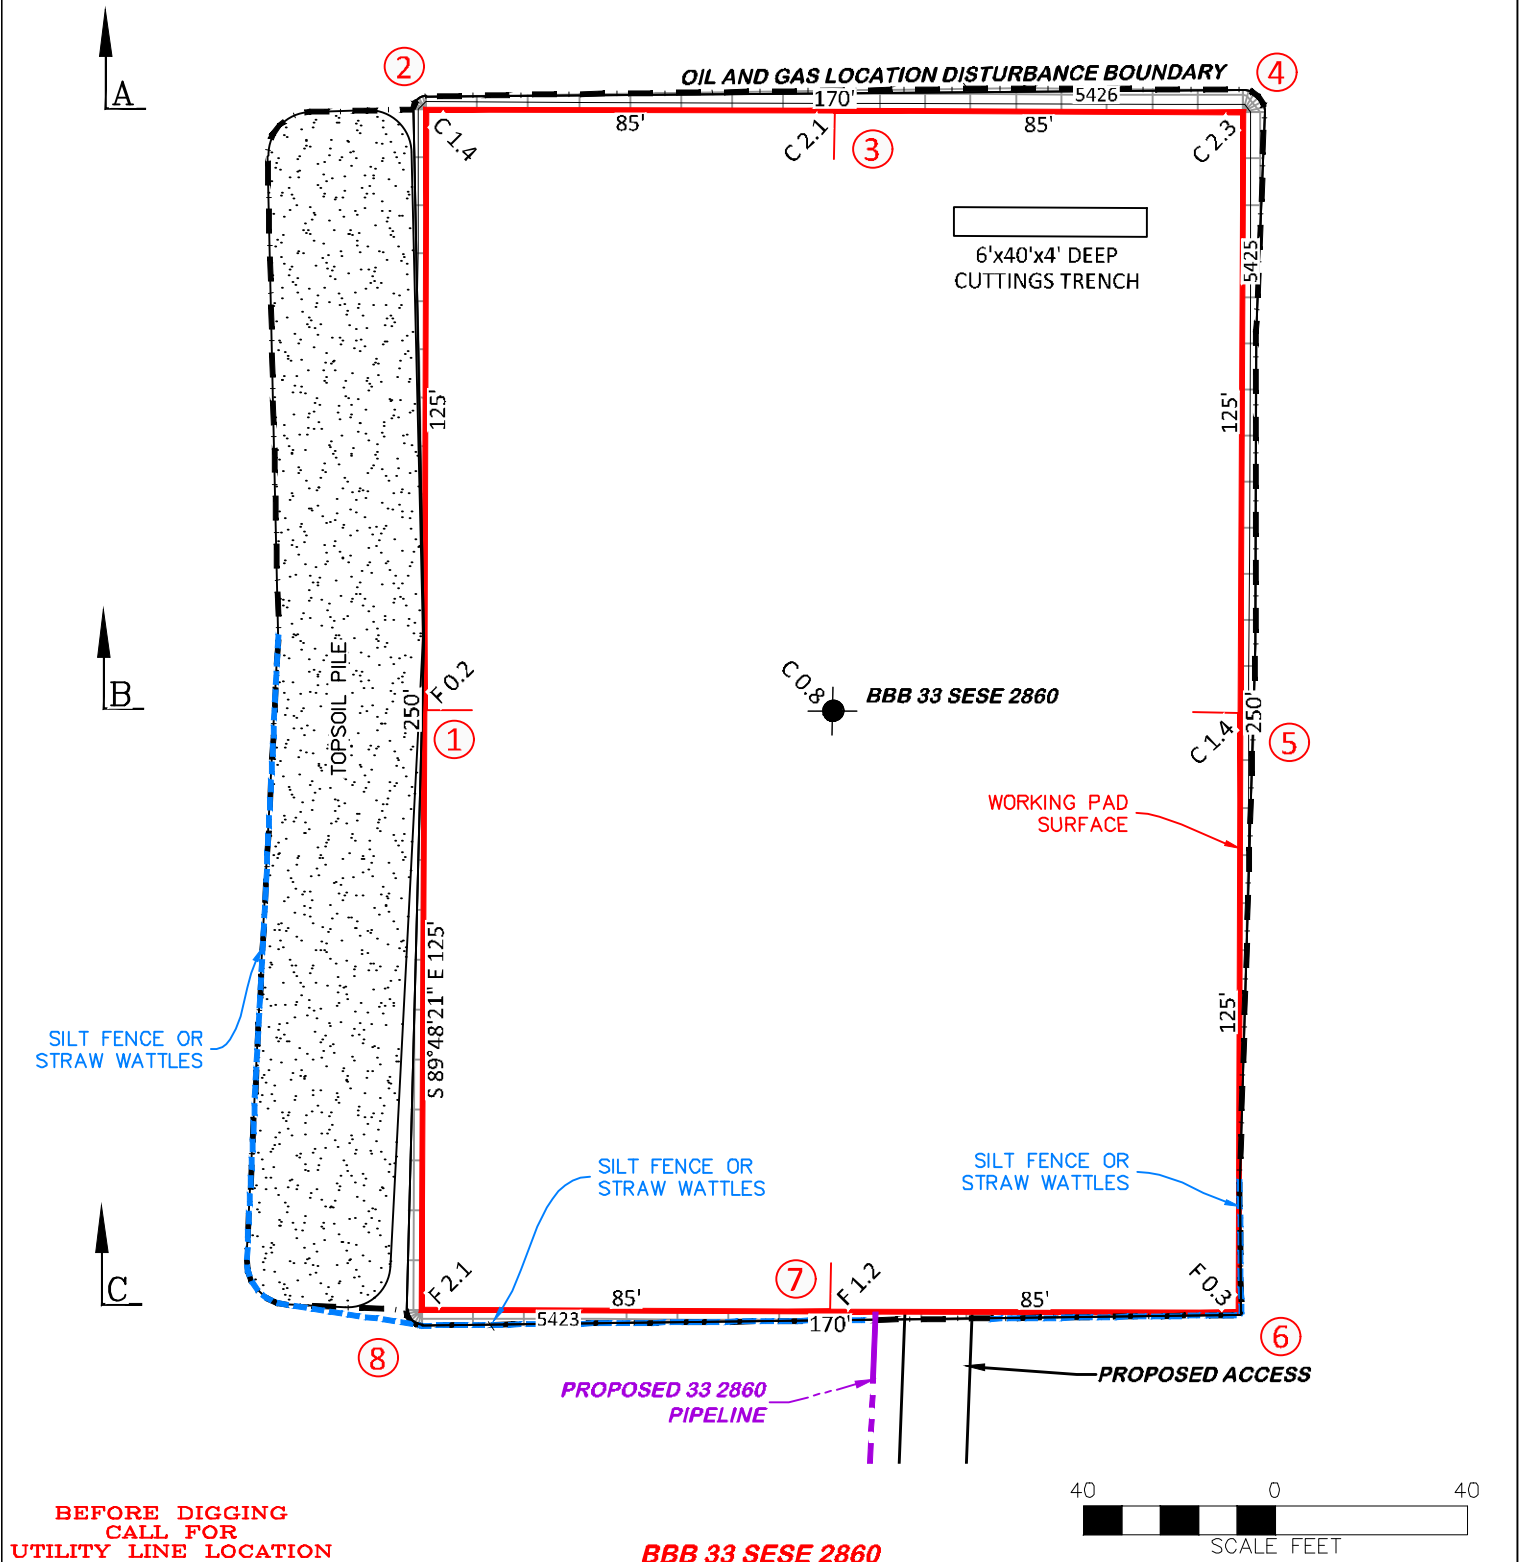 A
2
OIL AND GAS LOCATION DISTURBANCE BOUNDARY
4
170'
5426
85'
85'
C 1.4
C 2.1
3
C 2.3
6'x40'x4' DEEP
CUTTINGS TRENCH
5425
125'
125'
B
TOPSOIL PILE
250'
F 0.2
1
C 0.8
BBB 33 SESE 2860
250'
C 1.4
5
WORKING PAD
SURFACE
S 89°48'21" E 125'
125'
SILT FENCE OR
STRAW WATTLES
SILT FENCE OR
STRAW WATTLES
SILT FENCE OR
STRAW WATTLES
C
F 2.1
85'
7
F 1.2
85'
F 0.3
5423
170'
8
6
PROPOSED ACCESS
PROPOSED 33 2860
PIPELINE
40 0 40
SCALE FEET
BEFORE DIGGING
CALL FOR
UTILITY LINE LOCATION
BBB 33 SESE 2860